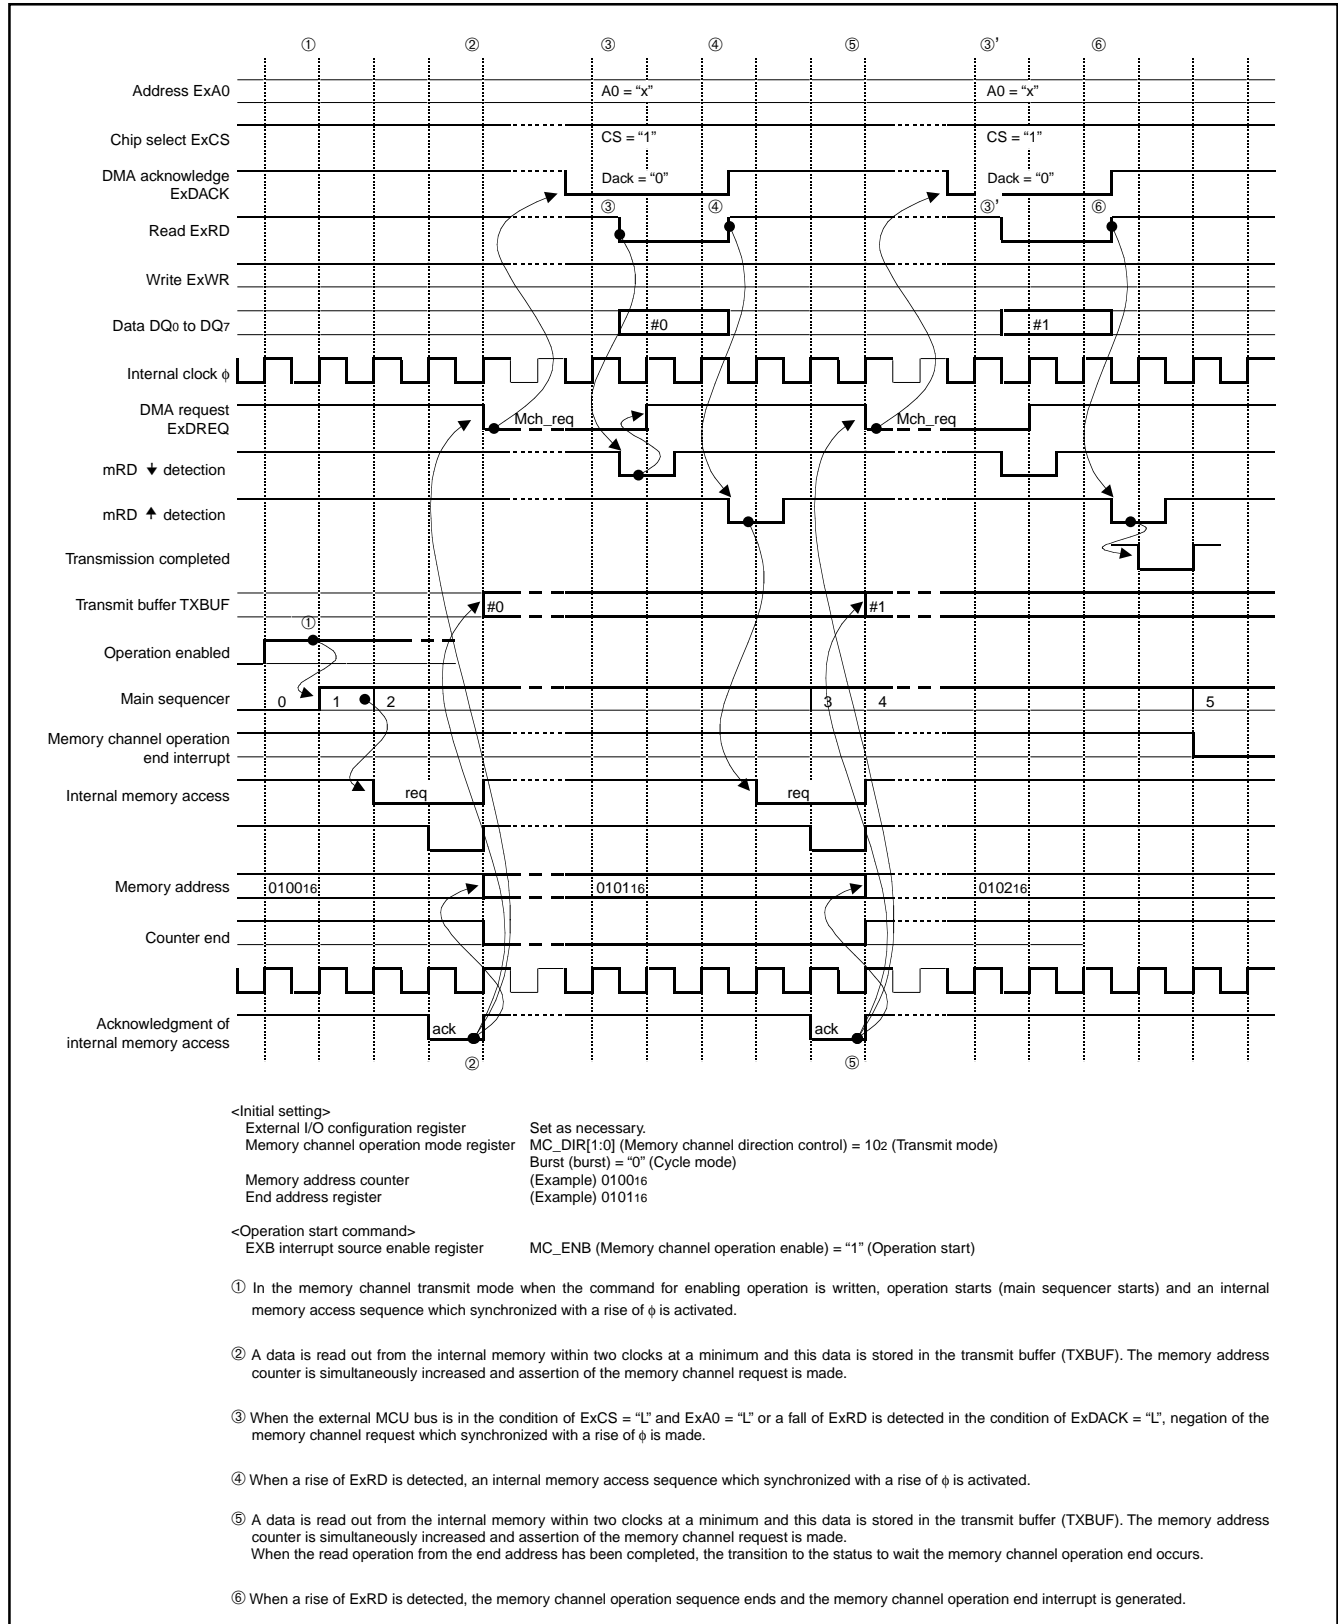 ① ② ③ ④ ⑤ ③’ ⑥
Address ExA0 A0 = “x” A0 = “x”
Chip select ExCS CS = “1” CS = “1”
DMA acknowledge
ExDACK Dack = “0” Dack = “0”
③ ④ ③’ ⑥
Read ExRD
Write ExWR
Data DQ0 to DQ7 #0 #1
Internal clock ϕ
DMA request
ExDREQ Mch_req Mch_req
mRD ↓ detection
mRD ↑ detection
Transmission completed
Transmit buffer TXBUF #0 #1
①
Operation enabled
Main sequencer 0 1 2 3 4 5
Memory channel operation
end interrupt
Internal memory access req req
Memory address 010016 010116 010216
Counter end
Acknowledgment of
internal memory access ack ack
② ⑤
<Initial setting>
External I/O configuration register Set as necessary.
Memory channel operation mode register MC_DIR[1:0] (Memory channel direction control) = 102 (Transmit mode)
Burst (burst) = “0” (Cycle mode)
Memory address counter (Example) 010016
End address register (Example) 010116
<Operation start command>
EXB interrupt source enable register MC_ENB (Memory channel operation enable) = “1” (Operation start)
① In the memory channel transmit mode when the command for enabling operation is written, operation starts (main sequencer starts) and an internal
memory access sequence which synchronized with a rise of ϕ is activated.
② A data is read out from the internal memory within two clocks at a minimum and this data is stored in the transmit buffer (TXBUF). The memory address
counter is simultaneously increased and assertion of the memory channel request is made.
③ When the external MCU bus is in the condition of ExCS = “L” and ExA0 = “L” or a fall of ExRD is detected in the condition of ExDACK = “L”, negation of the
memory channel request which synchronized with a rise of ϕ is made.
④ When a rise of ExRD is detected, an internal memory access sequence which synchronized with a rise of ϕ is activated.
⑤ A data is read out from the internal memory within two clocks at a minimum and this data is stored in the transmit buffer (TXBUF). The memory address
counter is simultaneously increased and assertion of the memory channel request is made.
When the read operation from the end address has been completed, the transition to the status to wait the memory channel operation end occurs.
⑥ When a rise of ExRD is detected, the memory channel operation sequence ends and the memory channel operation end interrupt is generated.